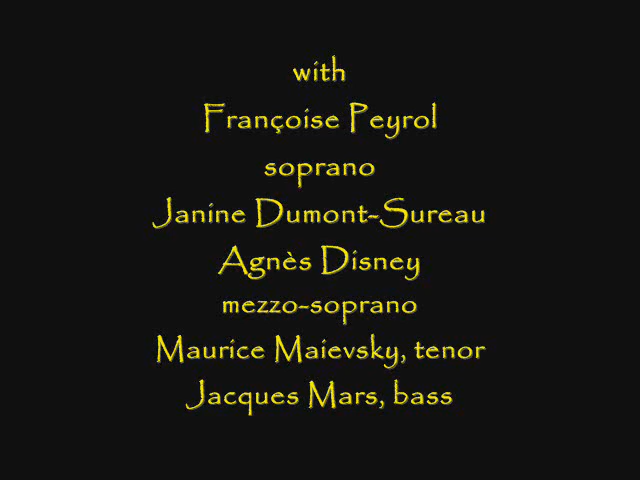 with
Françoise Peyrol
soprano
Janine Dumont-Sureau
Agnès Disney
mezzo-soprano
Maurice Maievsky, tenor
Jacques Mars, bass